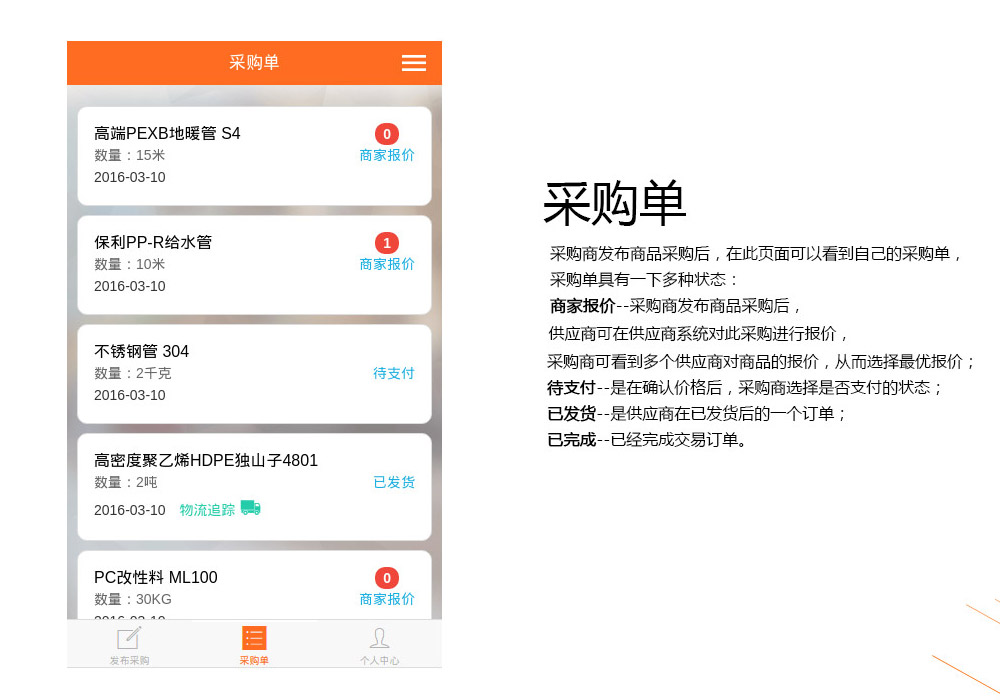 采购单
高端PEXB地暖管 S4
0
数量：15米
商家报价
2016-03-10
保利PP-R给水管
1
数量：10米
商家报价
2016-03-10
不锈钢管 304
数量：2千克
待支付
2016-03-10
高密度聚乙烯HDPE独山子4801
数量：2吨
已发货
2016-03-10 物流追踪
PC改性料 ML100
0
数量：30KG
商家报价
2016-03-10
发布采购
采购单
个人中心
采购单
采购商发布商品采购后，在此页面可以看到自己的采购单，
采购单具有一下多种状态：
商家报价--采购商发布商品采购后，
供应商可在供应商系统对此采购进行报价，
采购商可看到多个供应商对商品的报价，从而选择最优报价；
待支付--是在确认价格后，采购商选择是否支付的状态；
已发货--是供应商在已发货后的一个订单；
已完成--已经完成交易订单。